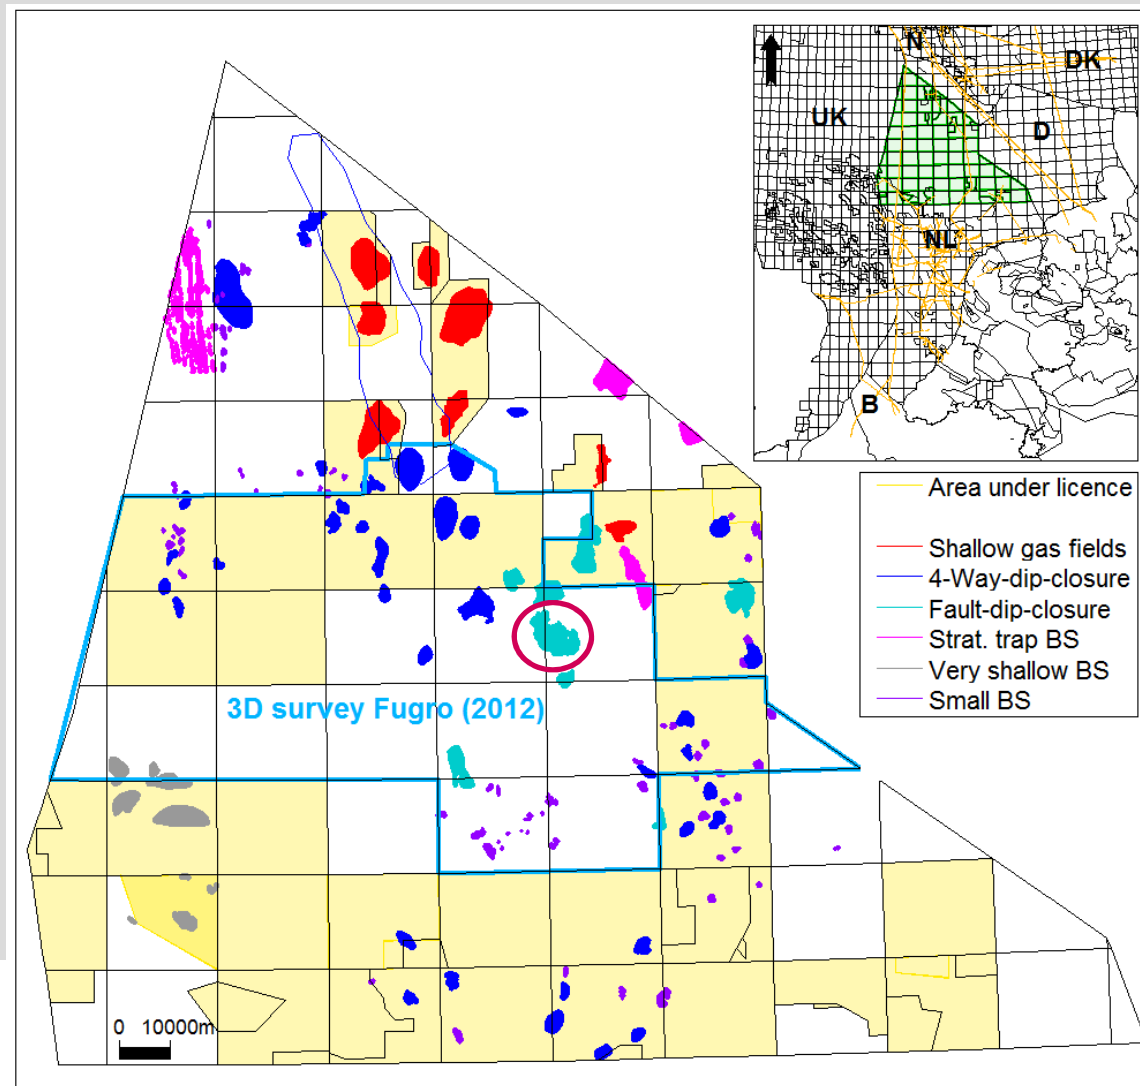 N
DK
UK
D
NL
B
Area under licence
Shallow gas fields
4-Way-dip-closure
Fault-dip-closure
Strat. trap BS
Very shallow BS
Small BS
3D survey Fugro (2012)
0 10000m